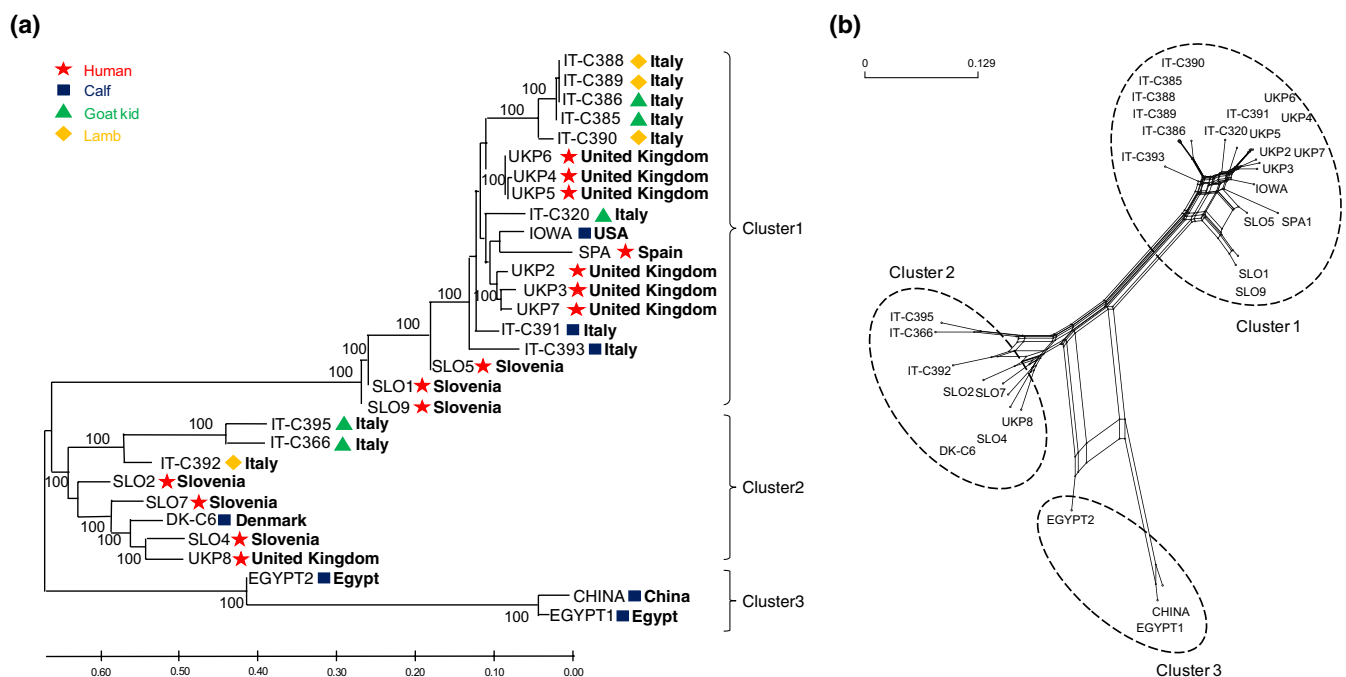 (a)
Human
Calf
Goat kid
Lamb
IT-C388 Italy
IT-C389 Italy
IT-C386 Italy
IT-C385 Italy
IT-C390 Italy
UKP6 United Kingdom
UKP4 United Kingdom
UKP5 United Kingdom
IT-C320 Italy
IOWA USA
SPA Spain
UKP2 United Kingdom
UKP3 United Kingdom
UKP7 United Kingdom
IT-C391 Italy
IT-C393 Italy
SLO5 Slovenia
SLO1 Slovenia
SLO9 Slovenia
IT-C395 Italy
IT-C366 Italy
IT-C392 Italy
SLO2 Slovenia
SLO7 Slovenia
DK-C6 Denmark
SLO4 Slovenia
UKP8 United Kingdom
EGYPT2 Egypt
CHINA China
EGYPT1 Egypt
100
100
100
100
100
100
100
100
100
100
100
100
100
100
Cluster1
Cluster2
Cluster3
0.60 0.50 0.40 0.30 0.20 0.10 0.00
(b)
0 0.129
IT-C390
IT-C385
IT-C388
IT-C389
IT-C386
IT-C393
UKP6
UKP4
IT-C391
IT-C320
UKP5
UKP2
UKP7
UKP3
IOWA
SLO5
SPA1
SLO1
SLO9
Cluster 1
Cluster 2
IT-C395
IT-C366
IT-C392
SLO2
SLO7
UKP8
SLO4
DK-C6
EGYPT2
CHINA
EGYPT1
Cluster 3